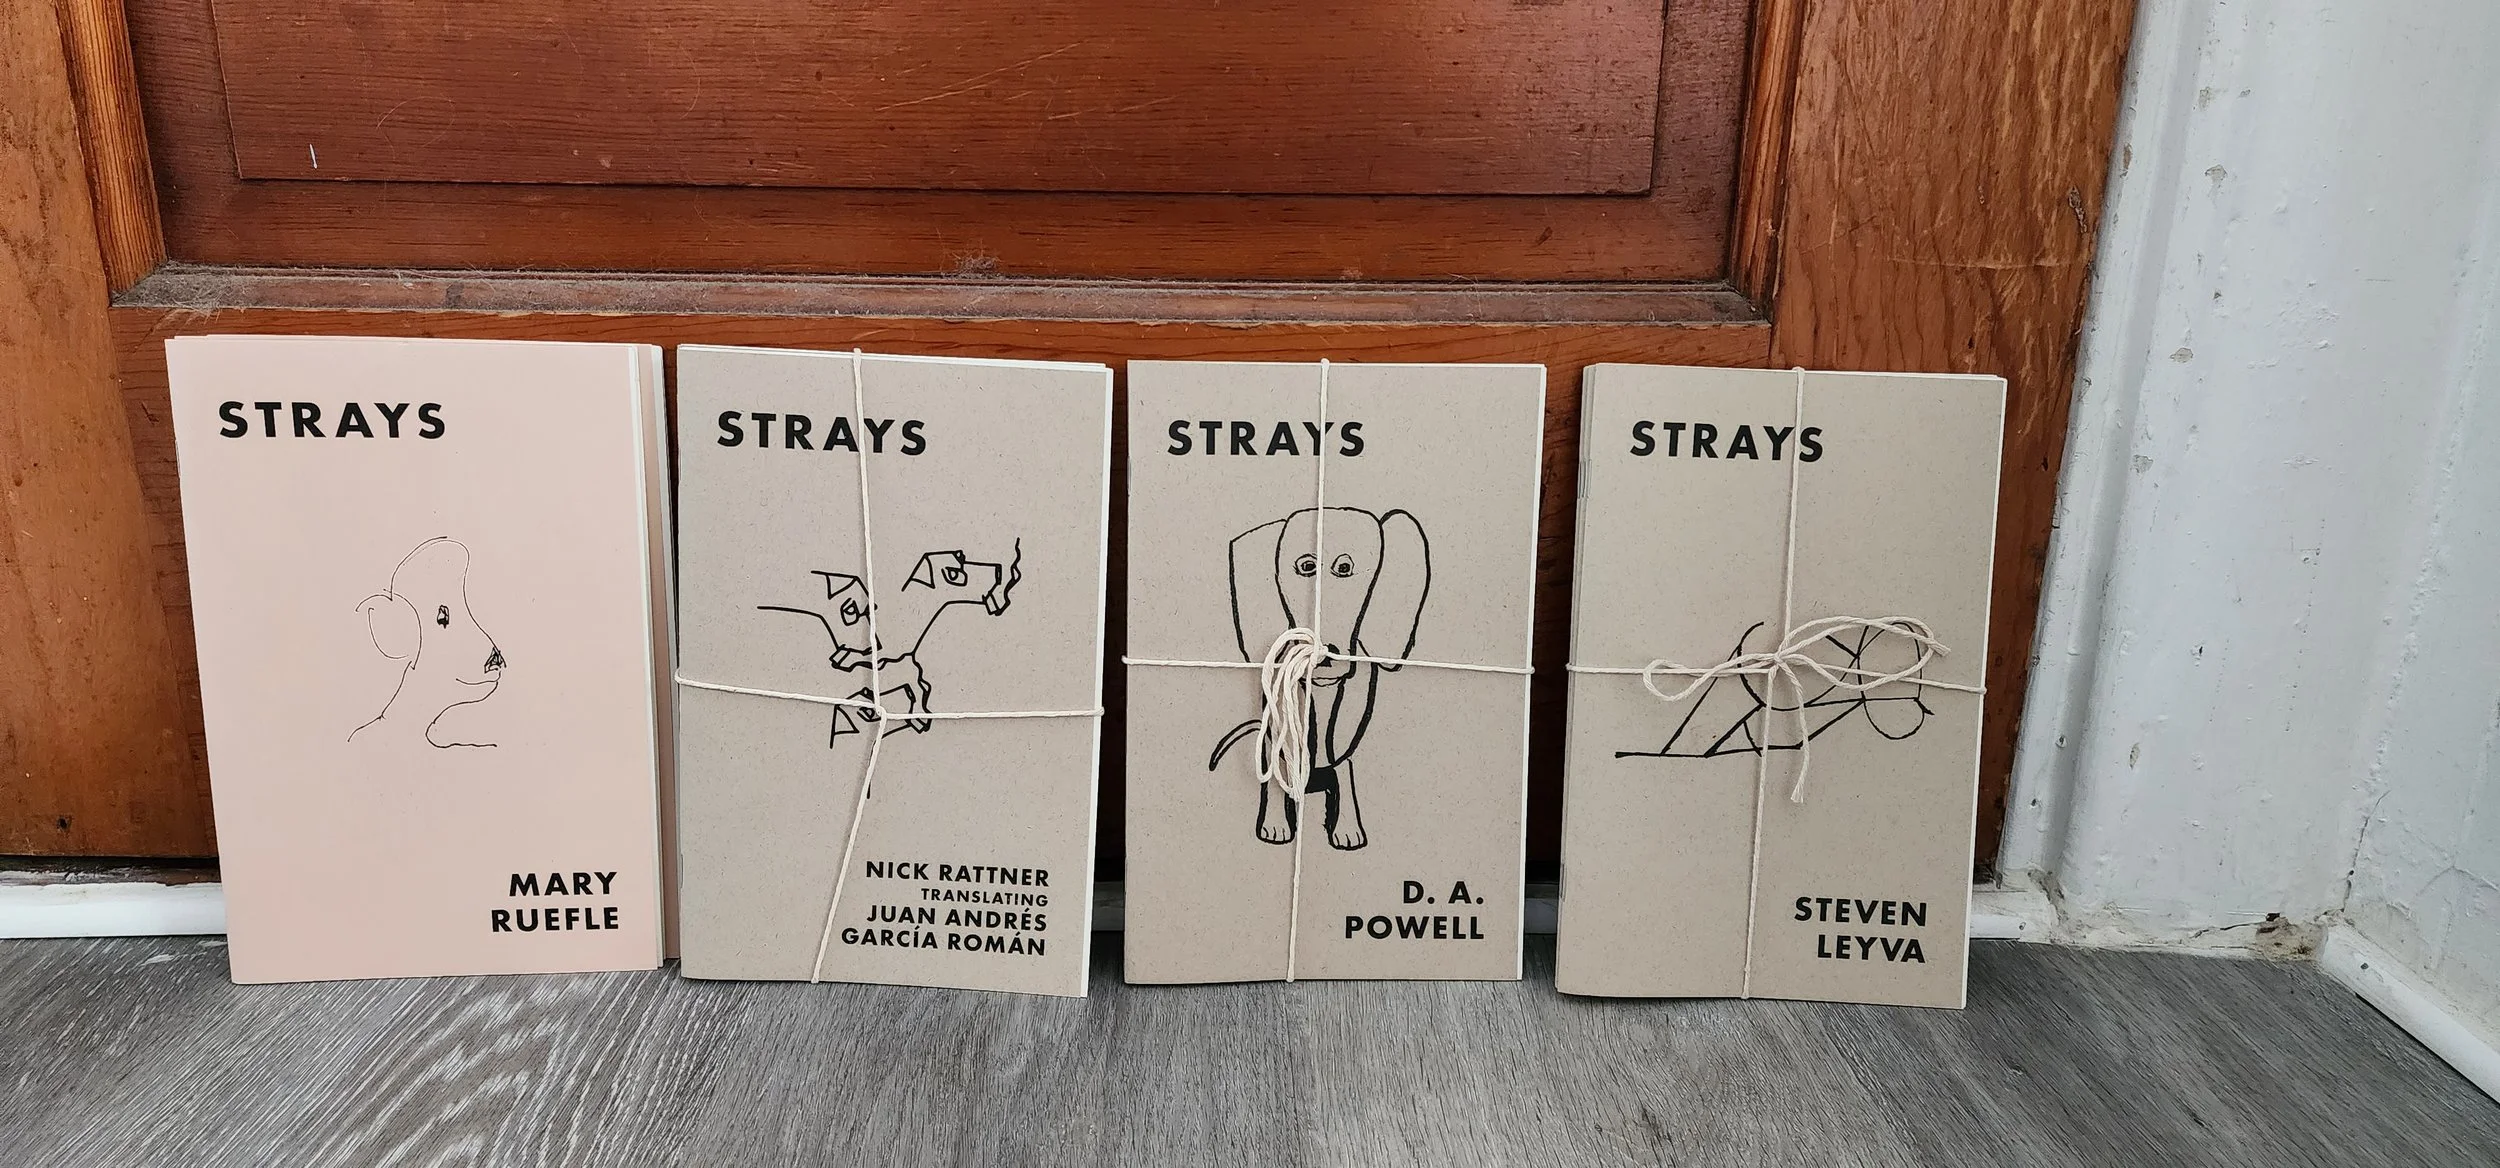 STRAYS
MARY
RUEFLE
STRAYS
NICK RATTNER
TRANSLATING
JUAN ANDRÉS
GARCÍA ROMÁN
STRAYS
D. A.
POWELL
STRAYS
STEVEN
LEYVA